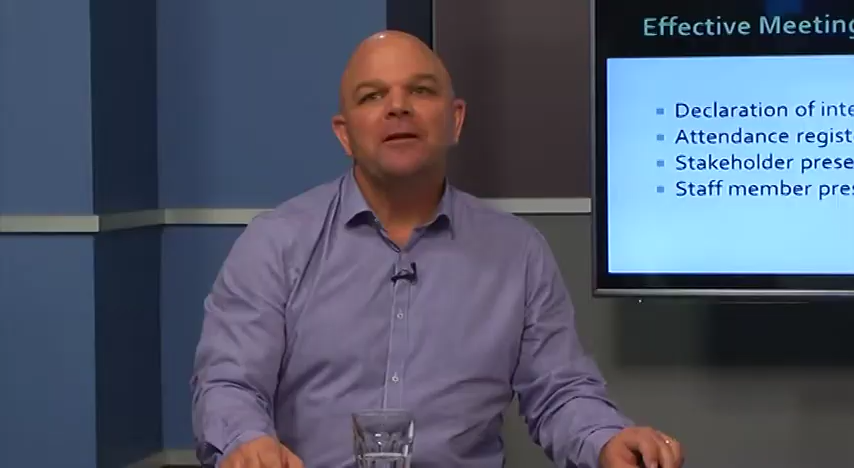 Effective Meeting
Declaration of inte
Attendance regist
Stakeholder prese
Staff member pres